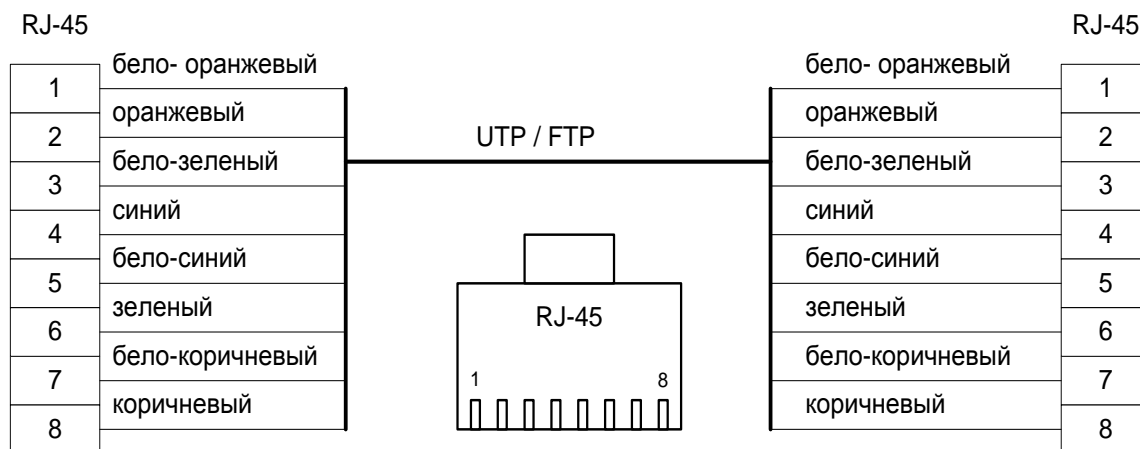 RJ-45
RJ-45
бело- оранжевый
бело- оранжевый
1
1
оранжевый
оранжевый
2
UTP / FTP
2
бело-зеленый
бело-зеленый
3
3
синий
синий
4
4
бело-синий
бело-синий
5
5
зеленый
RJ-45
зеленый
6
6
бело-коричневый
бело-коричневый
7
1
8
7
коричневый
коричневый
8
8